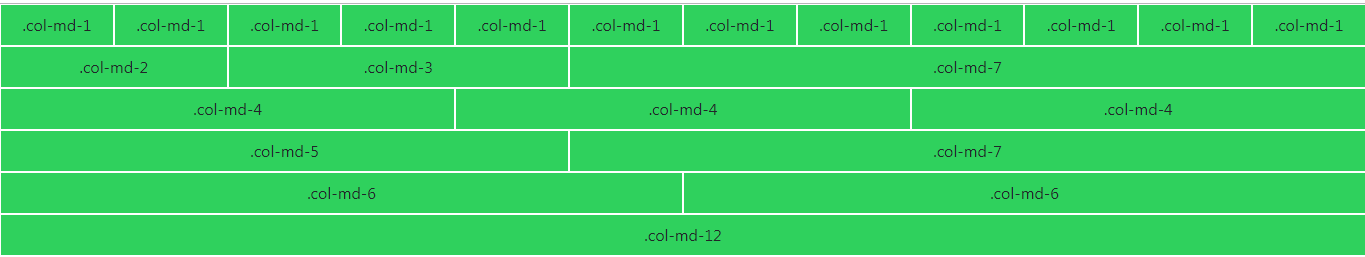 .col-md-1 .col-md-1 .col-md-1 .col-md-1 .col-md-1 .col-md-1 .col-md-1 .col-md-1 .col-md-1 .col-md-1 .col-md-1 .col-md-1
.col-md-2 .col-md-3 .col-md-7
.col-md-4 .col-md-4 .col-md-4
.col-md-5 .col-md-7
.col-md-6 .col-md-6
.col-md-12